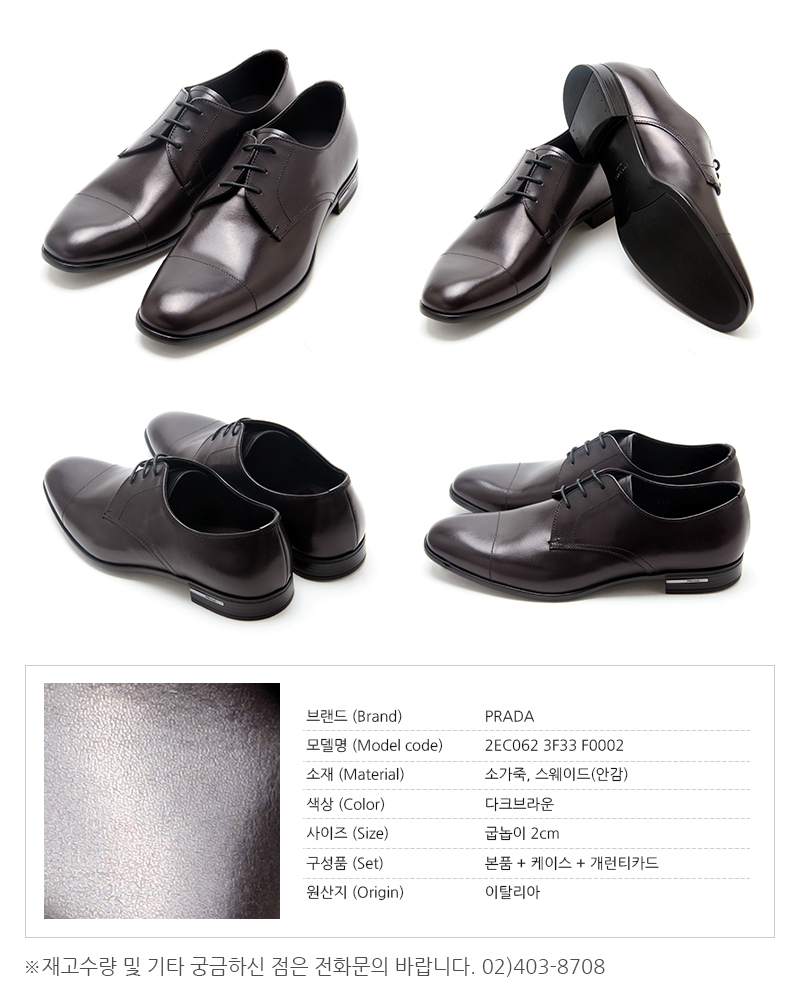 브랜드 (Brand) PRADA
모델명 (Model code) 2EC062 3F33 F0002
소재 (Material) 소가죽, 스웨이드(안감)
색상 (Color) 다크브라운
사이즈 (Size) 굽높이 2cm
구성품 (Set) 본품 + 케이스 + 개런티카드
원산지 (Origin) 이탈리아
※재고수량 및 기타 궁금하신 점은 전화문의 바랍니다. 02)403-8708